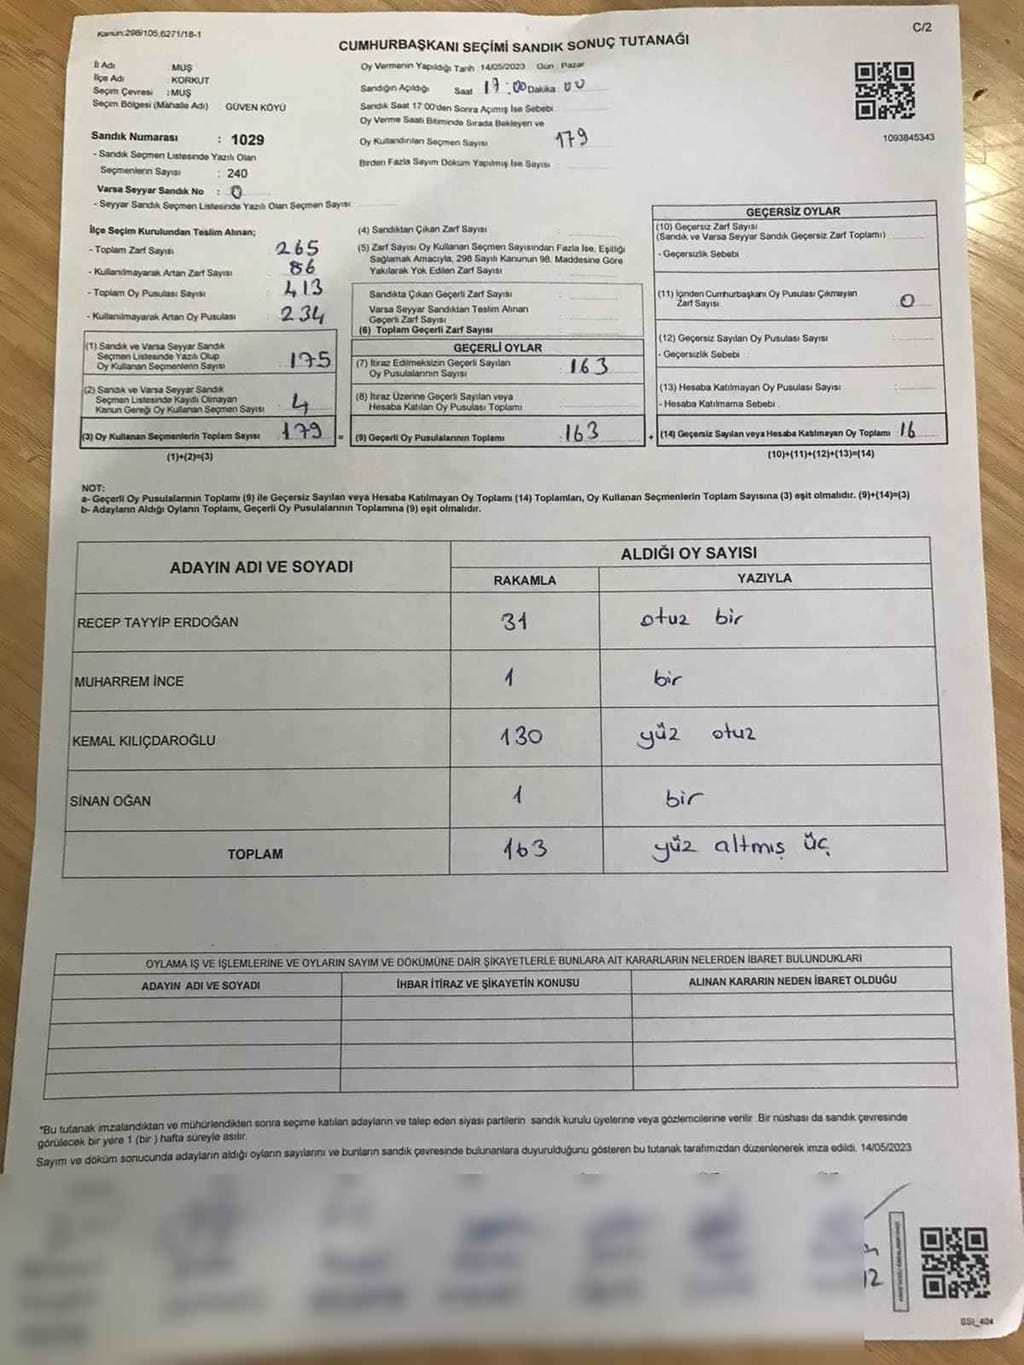 Kanun:298/105,6271/18-1
C/2
CUMHURBAŞKANI SEÇİMİ SANDIK SONUÇ TUTANAĞI
İl Adı MUŞ
İlçe Adı KORKUT
Seçim Çevresi :MUŞ
Seçim Bölgesi (Mahalle Adı) GÜVEN KÖYÜ
Sandık Numarası : 1029
- Sandık Seçmen Listesinde Yazılı Olan
Seçmenlerin Sayısı : 240
Varsa Seyyar Sandık No : 0
- Seyyar Sandık Seçmen Listesinde Yazılı Olan Seçmen Sayısı
Oy Vermenin Yapıldığı Tarih 14/05/2023 Gün : Pazar
Sandığın Açıldığı Saat 17:00 Dakika 00
Sandık Saat 17:00'den Sonra Açımış İse Sebebi
Oy Verme Saati Bitiminde Sırada Bekleyen ve
Oy Kullandırılan Seçmen Sayısı 179
Birden Fazla Sayım Döküm Yapılmış İse Sayısı
1093845343
İlçe Seçim Kurulundan Teslim Alınan;
- Toplam Zarf Sayısı 265
- Kullanılmayarak Artan Zarf Sayısı 86
- Toplam Oy Pusulası Sayısı 413
- Kullanılmayarak Artan Oy Pusulası 234
(1) Sandık ve Varsa Seyyar Sandık
Seçmen Listesinde Yazılı Olup
Oy Kullanan Seçmenlerin Sayısı 175
(2) Sandık ve Varsa Seyyar Sandık
Seçmen Listesinde Kayıtlı Olmayan
Kanun Gereği Oy Kullanan Seçmen Sayısı 4
(3) Oy Kullanan Seçmenlerin Toplam Sayısı 179 =
(1)+(2)=(3)
(4) Sandıktan Çıkan Zarf Sayısı
(5) Zarf Sayısı Oy Kullanan Seçmen Sayısından Fazla İse, Eşitliği
Sağlamak Amacıyla, 298 Sayılı Kanunun 98. Maddesine Göre
Yakılarak Yok Edilen Zarf Sayısı
Sandıkta Çıkan Geçerli Zarf Sayısı
Varsa Seyyar Sandıktan Teslim Alınan
Geçerli Zarf Sayısı
(6) Toplam Geçerli Zarf Sayısı
GEÇERLİ OYLAR
(7) İtiraz Edilmeksizin Geçerli Sayılan
Oy Pusulalarının Sayısı 163
(8) İtiraz Üzerine Geçerli Sayılan veya
Hesaba Katılan Oy Pusulası Toplamı
(9) Geçerli Oy Pusulalarının Toplamı 163 +
GEÇERSİZ OYLAR
(10) Geçersiz Zarf Sayısı
(Sandık ve Varsa Seyyar Sandık Geçersiz Zarf Toplamı)
- Geçersizlik Sebebi
(11) İçinden Cumhurbaşkanı Oy Pusulası Çıkmayan
Zarf Sayısı 0
(12) Geçersiz Sayılan Oy Pusulası Sayısı
- Geçersizlik Sebebi :
(13) Hesaba Katılmayan Oy Pusulası Sayısı
- Hesaba Katılmama Sebebi :
(14) Geçersiz Sayılan veya Hesaba Katılmayan Oy Toplamı 16
(10)+(11)+(12)+(13)=(14)
NOT:
a- Geçerli Oy Pusulalarının Toplamı (9) ile Geçersiz Sayılan veya Hesaba Katılmayan Oy Toplamı (14) Toplamları, Oy Kullanan Seçmenlerin Toplam Sayısına (3) eşit olmalıdır. (9)+(14)=(3)
b- Adayların Aldığı Oyların Toplamı, Geçerli Oy Pusulalarının Toplamına (9) eşit olmalıdır.
ADAYIN ADI VE SOYADI
ALDIĞI OY SAYISI
RAKAMLA YAZIYLA
RECEP TAYYİP ERDOĞAN 31 otuz bir
MUHARREM İNCE 1 bir
KEMAL KILIÇDAROĞLU 130 yüz otuz
SİNAN OĞAN 1 bir
TOPLAM 163 yüz altmış üç
OYLAMA İŞ VE İŞLEMLERİNE VE OYLARIN SAYIM VE DÖKÜMÜNE DAİR ŞİKAYETLERLE BUNLARA AİT KARARLARIN NELERDEN İBARET BULUNDUKLARI
ADAYIN ADI VE SOYADI İHBAR İTİRAZ VE ŞİKAYETİN KONUSU ALINAN KARARIN NEDEN İBARET OLDUĞU
*Bu tutanak imzalandıktan ve mühürlendikten sonra seçime katılan adayların ve talep eden siyası partilerin sandık kurulu üyelerine veya gözlemcilerine verilir .Bir nüshası da sandık çevresinde
görülecek bir yere 1 (bir ) hafta süreyle asılır.
Sayım ve döküm sonucunda adayların aldığı oyların sayılarını ve bunların sandık çevresinde bulunanlara duyurulduğunu gösteren bu tutanak tarafımızdan düzenlenerek imza edildi. 14/05/2023
12
SSI_404